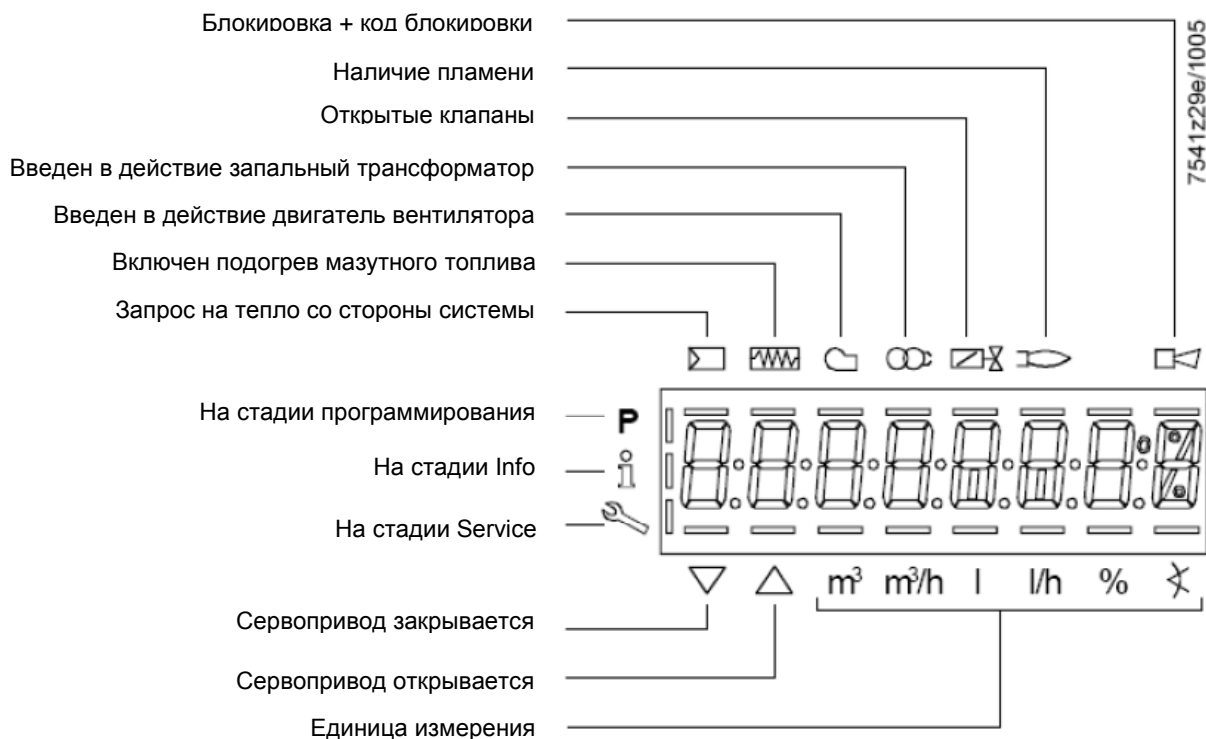 Блокировка + код блокировки
Наличие пламени
Открытые клапаны
Введен в действие запальный трансформатор
Введен в действие двигатель вентилятора
Включен подогрев мазутного топлива
Запрос на тепло со стороны системы
На стадии программирования
P
На стадии Info
i
На стадии Service
m³ m³/h l l/h %
Сервопривод закрывается
Сервопривод открывается
Единица измерения
7541z29e/1005